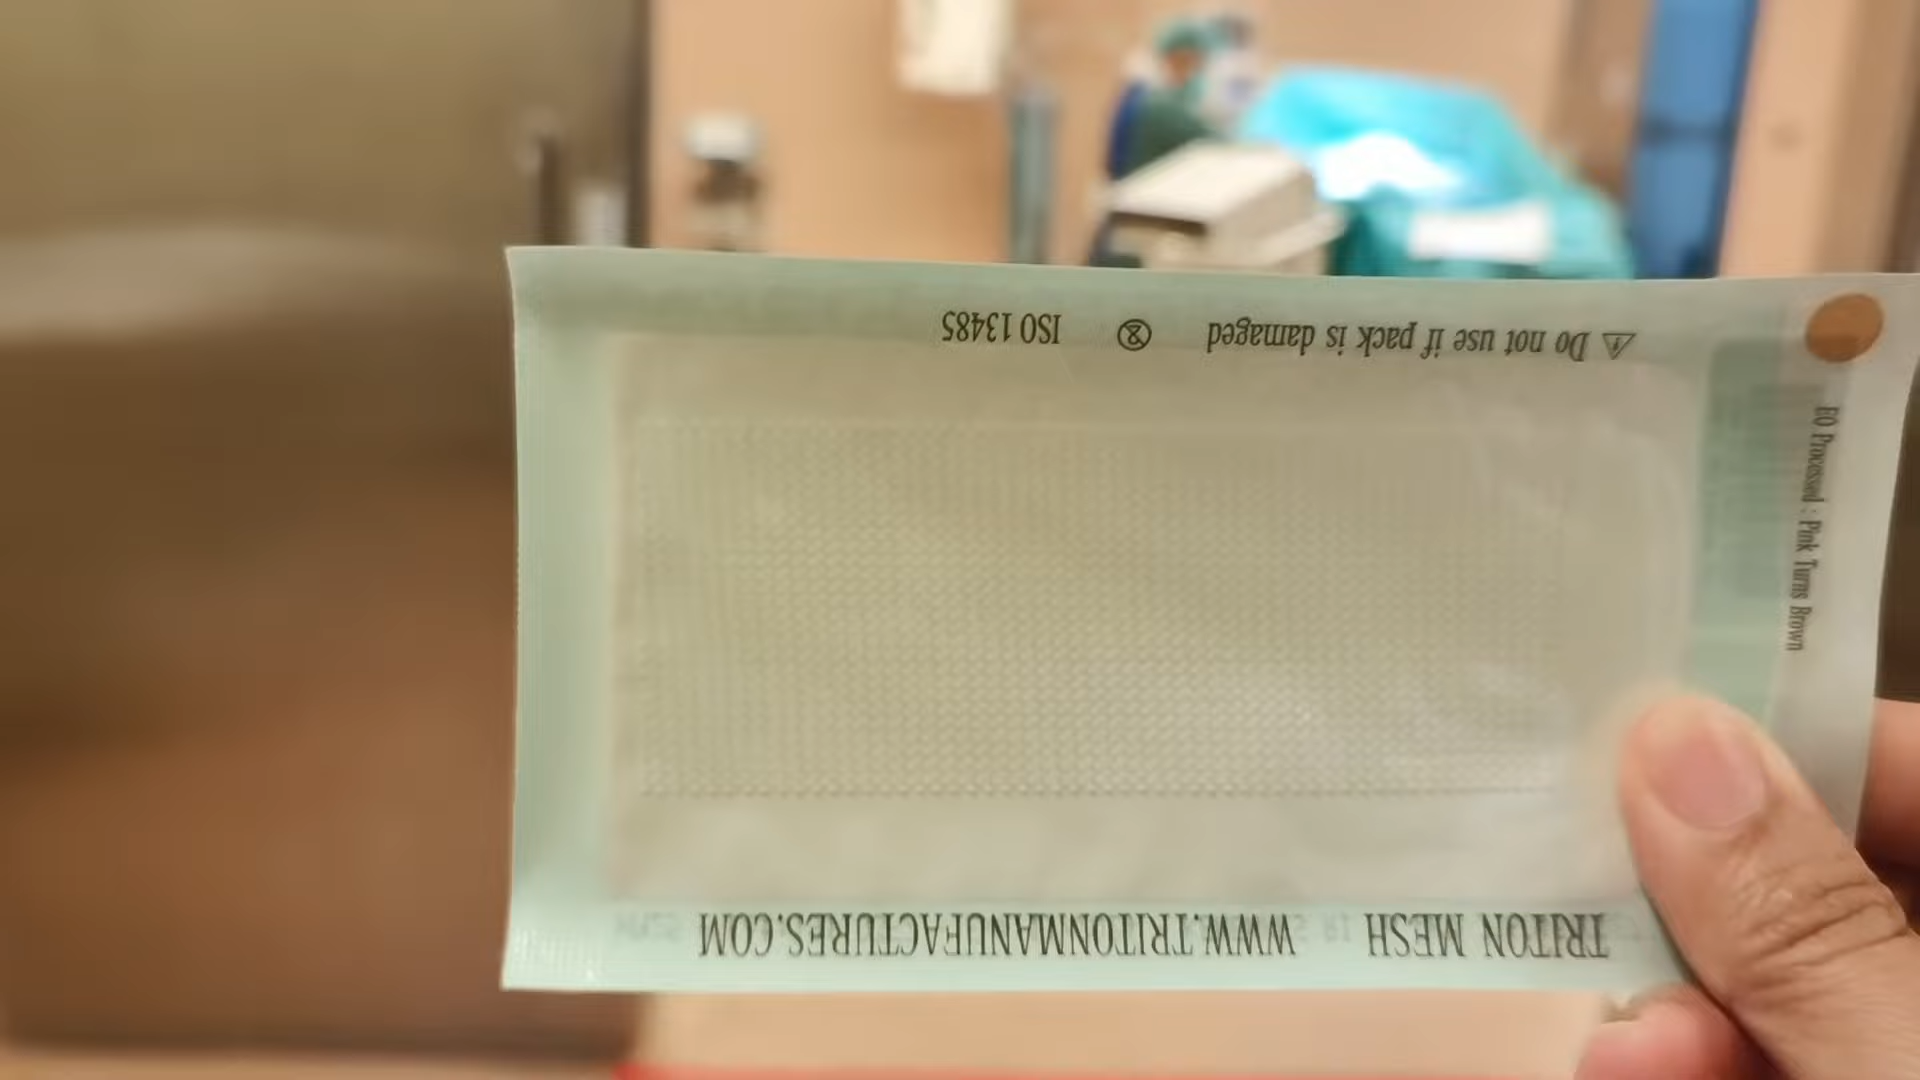 TRITON MESH WWW.TRITONMANUFACTURES.COM
⚠ Do not use if pack is damaged ② ISO 13485
EO Processed : Pink Turns Brown